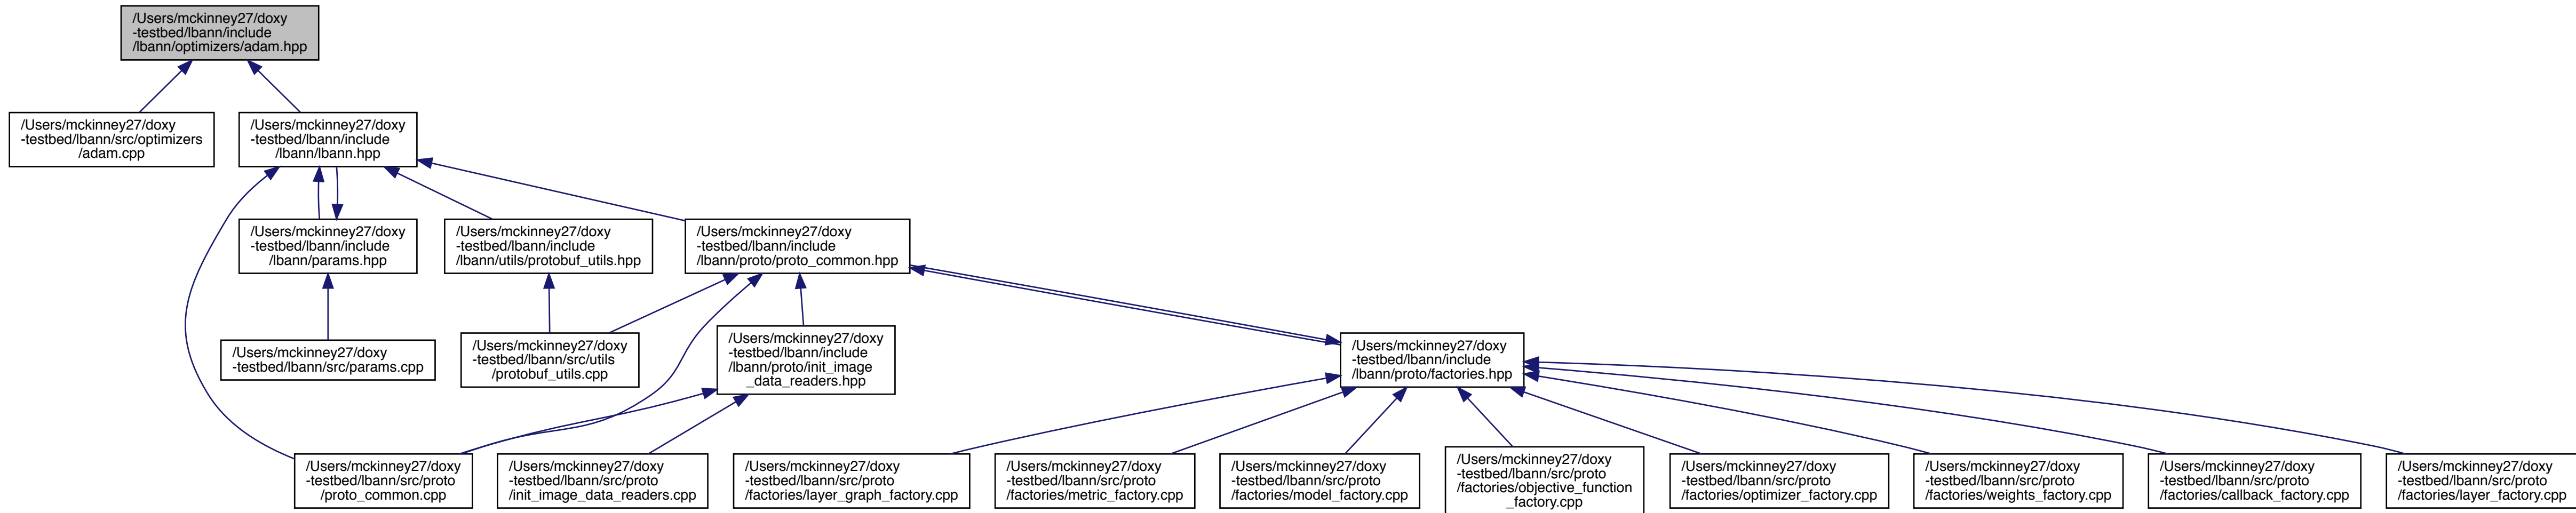 /Users/mckinney27/doxy
-testbed/lbann/include
/lbann/optimizers/adam.hpp
/Users/mckinney27/doxy
-testbed/lbann/src/optimizers
/adam.cpp
/Users/mckinney27/doxy
-testbed/lbann/include
/lbann/lbann.hpp
/Users/mckinney27/doxy
-testbed/lbann/include
/lbann/params.hpp
/Users/mckinney27/doxy
-testbed/lbann/include
/lbann/utils/protobuf_utils.hpp
/Users/mckinney27/doxy
-testbed/lbann/include
/lbann/proto/proto_common.hpp
/Users/mckinney27/doxy
-testbed/lbann/src/params.cpp
/Users/mckinney27/doxy
-testbed/lbann/src/utils
/protobuf_utils.cpp
/Users/mckinney27/doxy
-testbed/lbann/include
/lbann/proto/init_image
_data_readers.hpp
/Users/mckinney27/doxy
-testbed/lbann/include
/lbann/proto/factories.hpp
/Users/mckinney27/doxy
-testbed/lbann/src/proto
/proto_common.cpp
/Users/mckinney27/doxy
-testbed/lbann/src/proto
/init_image_data_readers.cpp
/Users/mckinney27/doxy
-testbed/lbann/src/proto
/factories/layer_graph_factory.cpp
/Users/mckinney27/doxy
-testbed/lbann/src/proto
/factories/metric_factory.cpp
/Users/mckinney27/doxy
-testbed/lbann/src/proto
/factories/model_factory.cpp
/Users/mckinney27/doxy
-testbed/lbann/src/proto
/factories/objective_function
_factory.cpp
/Users/mckinney27/doxy
-testbed/lbann/src/proto
/factories/optimizer_factory.cpp
/Users/mckinney27/doxy
-testbed/lbann/src/proto
/factories/weights_factory.cpp
/Users/mckinney27/doxy
-testbed/lbann/src/proto
/factories/callback_factory.cpp
/Users/mckinney27/doxy
-testbed/lbann/src/proto
/factories/layer_factory.cpp